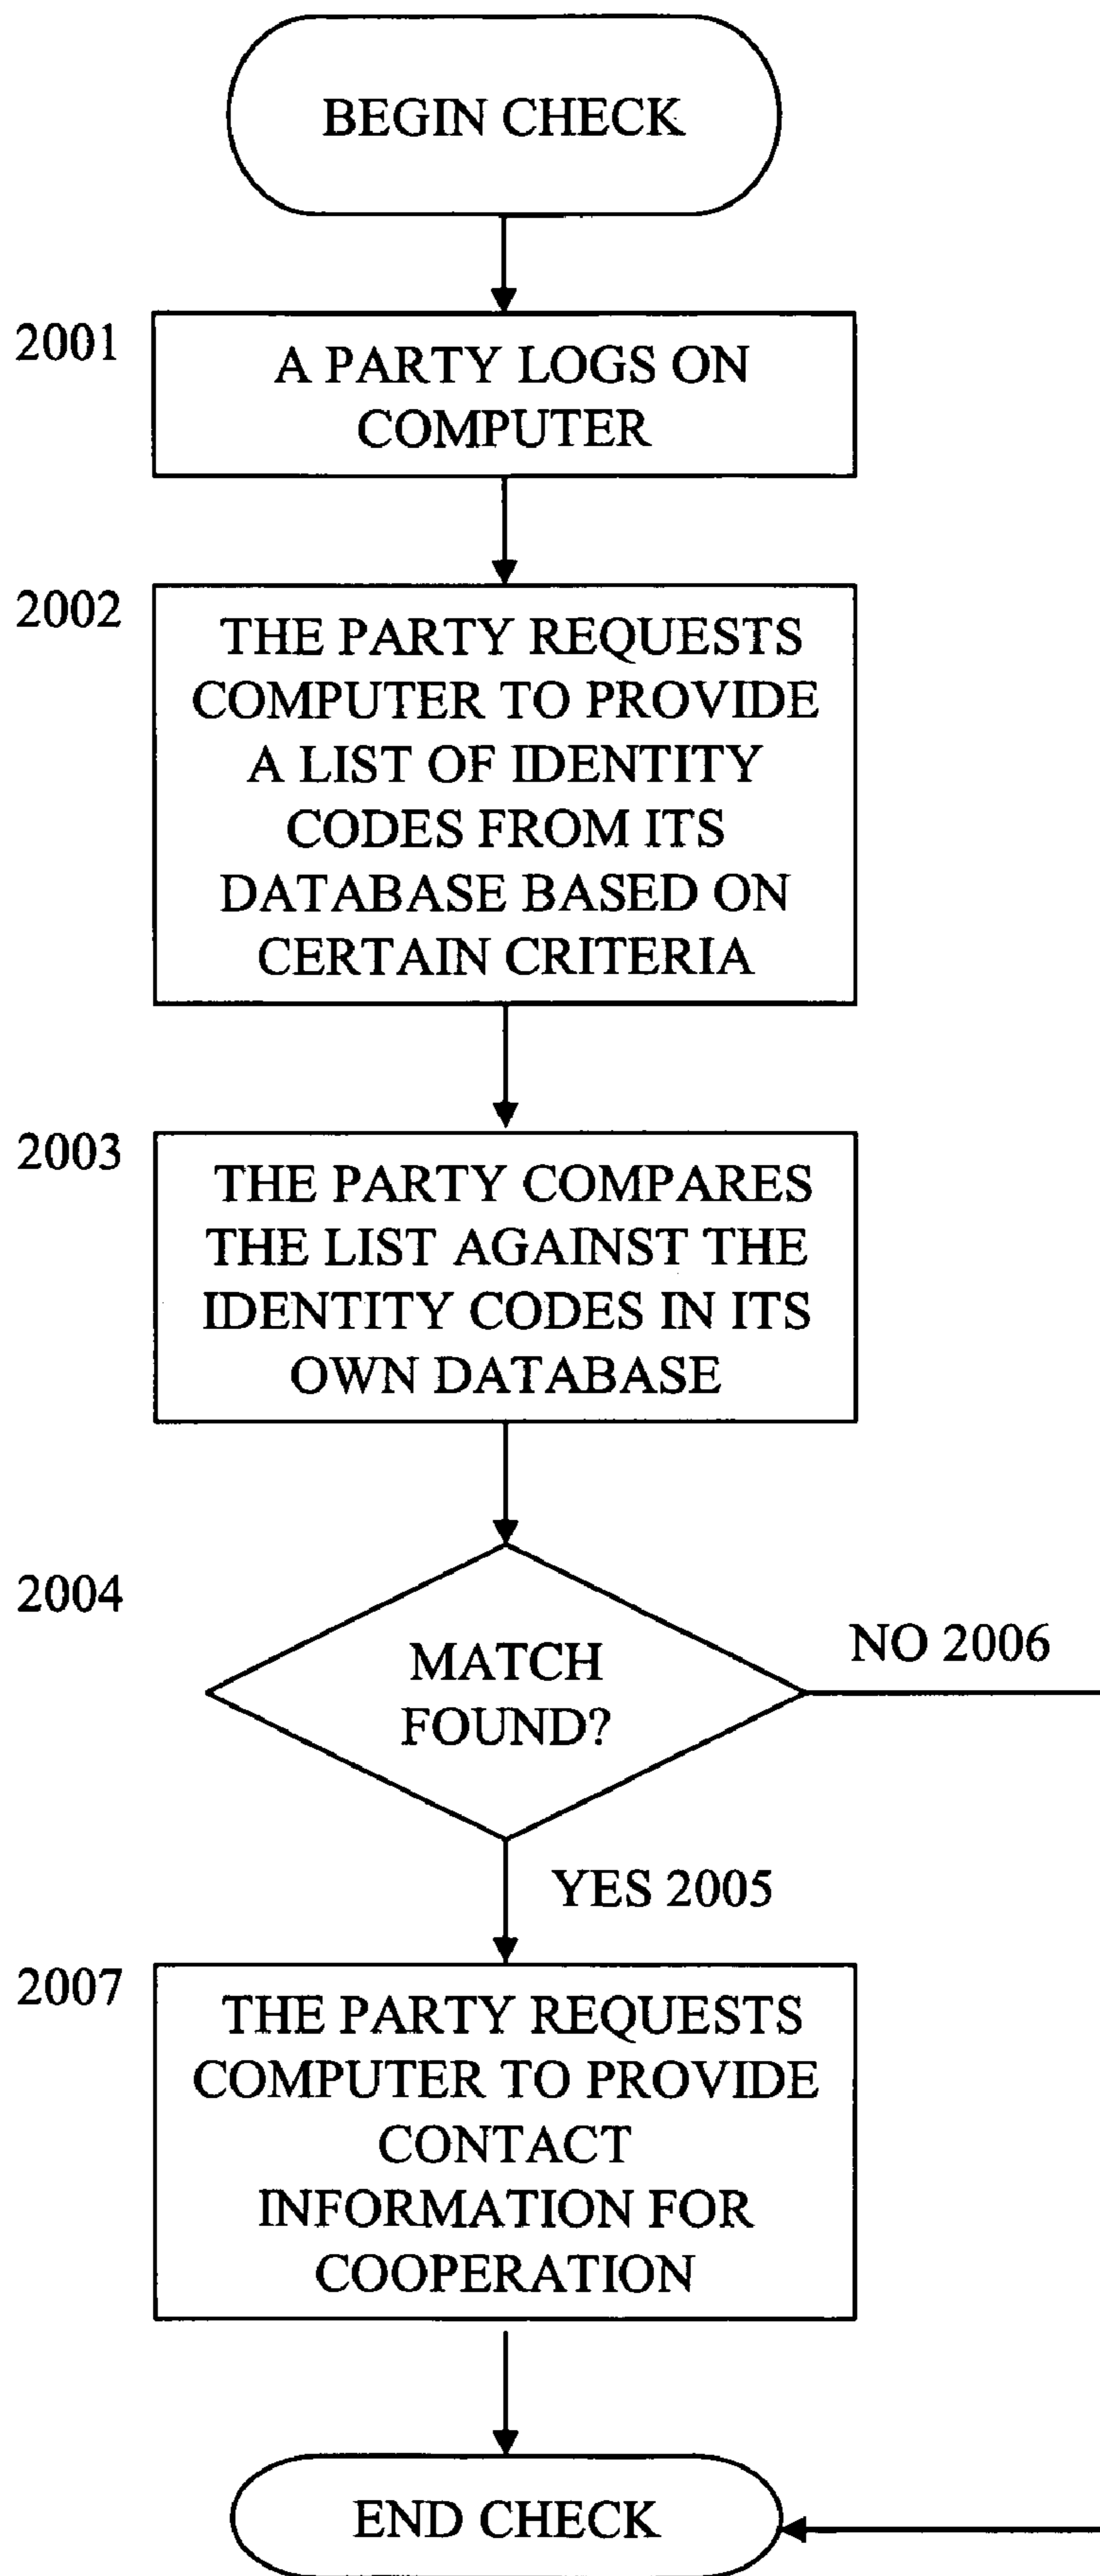 BEGIN CHECK
2001
A PARTY LOGS ON
COMPUTER
2002
THE PARTY REQUESTS
COMPUTER TO PROVIDE
A LIST OF IDENTITY
CODES FROM ITS
DATABASE BASED ON
CERTAIN CRITERIA
2003
THE PARTY COMPARES
THE LIST AGAINST THE
IDENTITY CODES IN ITS
OWN DATABASE
2004
MATCH
FOUND?
NO 2006
YES 2005
2007
THE PARTY REQUESTS
COMPUTER TO PROVIDE
CONTACT
INFORMATION FOR
COOPERATION
END CHECK